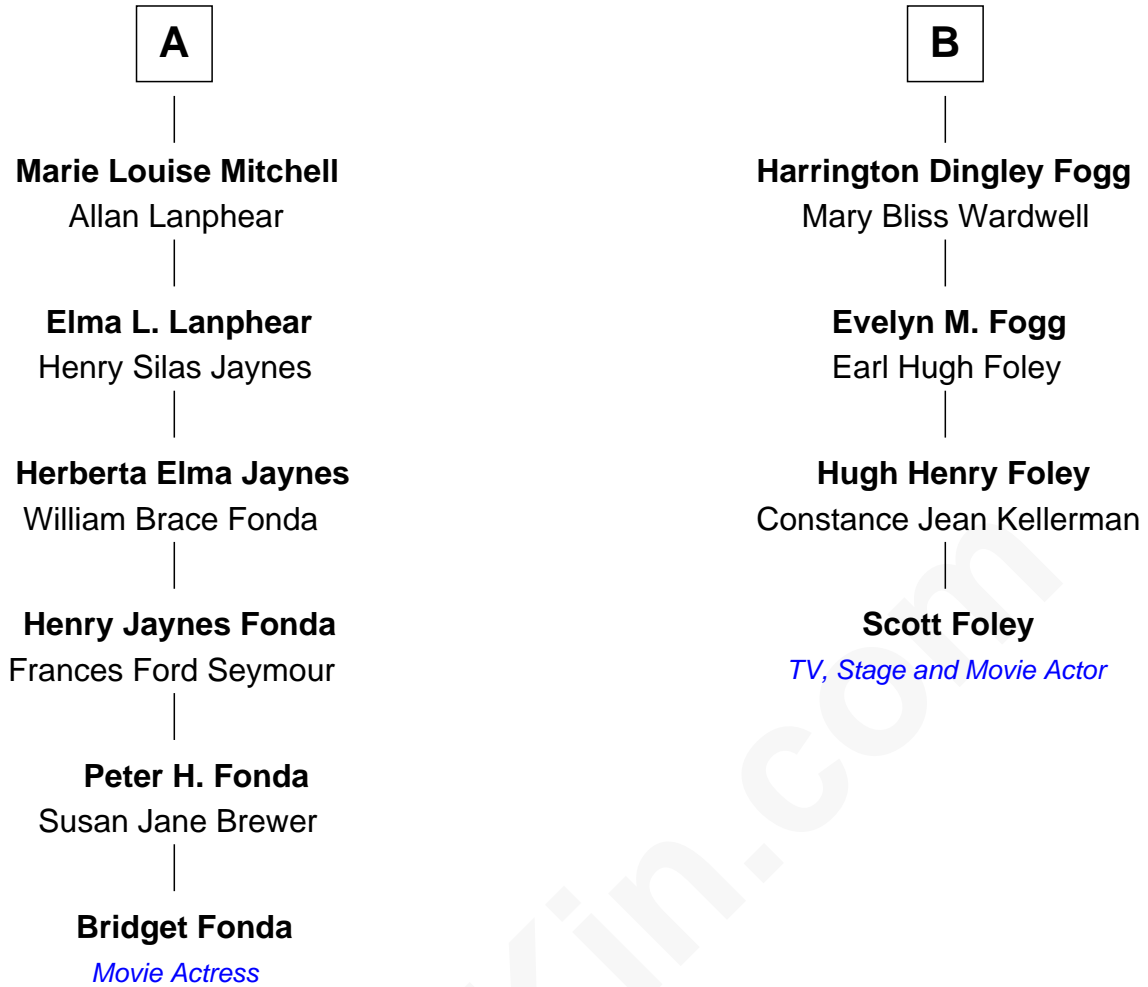 A
Marie Louise Mitchell
Allan Lanphear
Elma L. Lanphear
Henry Silas Jaynes
Herberta Elma Jaynes
William Brace Fonda
Henry Jaynes Fonda
Frances Ford Seymour
Peter H. Fonda
Susan Jane Brewer
Bridget Fonda
Movie Actress
B
Harrington Dingley Fogg
Mary Bliss Wardwell
Evelyn M. Fogg
Earl Hugh Foley
Hugh Henry Foley
Constance Jean Kellerman
Scott Foley
TV, Stage and Movie Actor
Kin.com